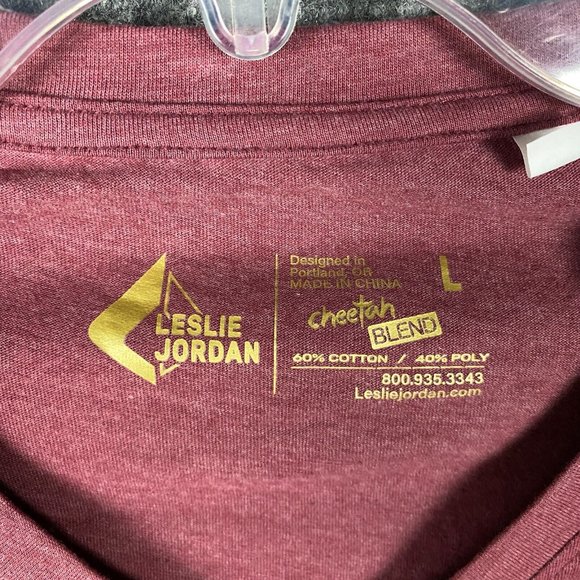 LESLIE
JORDAN
Designed in
Portland, OR
MADE IN CHINA
L
cheetah
BLEND
60% COTTON / 40% POLY
800.935.3343
Lesliejordan.com